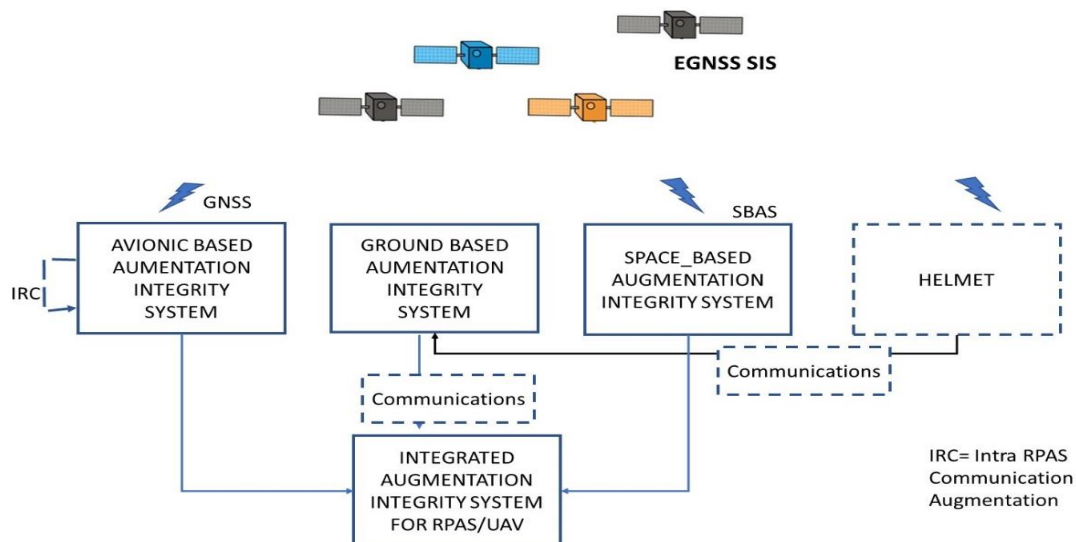 EGNSS SIS
GNSS
SBAS
AVIONIC BASED
AUMENTATION
INTEGRITY
SYSTEM
GROUND BASED
AUMENTATION
INTEGRITY
SYSTEM
SPACE_BASED
AUGMENTATION
INTEGRITY SYSTEM
HELMET
IRC
Communications
Communications
INTEGRATED
AUGMENTATION
INTEGRITY SYSTEM
FOR RPAS/UAV
IRC= Intra RPAS
Communication
Augmentation